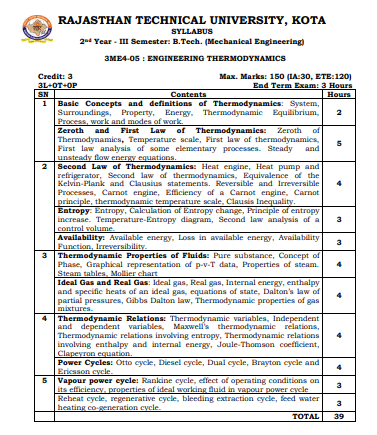 RAJASTHAN TECHNICAL UNIVERSITY, KOTA
SYLLABUS
2nd Year - III Semester: B.Tech. (Mechanical Engineering)
3ME4-05 : ENGINEERING THERMODYNAMICS
Credit: 3 Max. Marks: 150 (IA:30, ETE:120)
3L+0T+0P End Term Exam: 3 Hours
SN Contents Hours
1 Basic Concepts and definitions of Thermodynamics: System,
Surroundings, Property, Energy, Thermodynamic Equilibrium,
Process, work and modes of work. 2
Zeroth and First Law of Thermodynamics: Zeroth of
Thermodynamics, Temperature scale, First law of thermodynamics,
First law analysis of some elementary processes. Steady and
unsteady flow energy equations. 5
2 Second Law of Thermodynamics: Heat engine, Heat pump and
refrigerator, Second law of thermodynamics, Equivalence of the
Kelvin-Plank and Clausius statements. Reversible and Irreversible
Processes, Carnot engine, Efficiency of a Carnot engine, Carnot
principle, thermodynamic temperature scale, Clausis Inequality. 4
Entropy: Entropy, Calculation of Entropy change, Principle of entropy
increase. Temperature-Entropy diagram, Second law analysis of a
control volume. 3
Availability: Available energy, Loss in available energy, Availability
Function, Irreversibility. 3
3 Thermodynamic Properties of Fluids: Pure substance, Concept of
Phase, Graphical representation of p-v-T data, Properties of steam.
Steam tables, Mollier chart 4
Ideal Gas and Real Gas: Ideal gas, Real gas, Internal energy, enthalpy
and specific heats of an ideal gas, equations of state, Dalton's law of
partial pressures, Gibbs Dalton law, Thermodynamic properties of gas
mixtures. 4
4 Thermodynamic Relations: Thermodynamic variables, Independent
and dependent variables, Maxwell's thermodynamic relations,
Thermodynamic relations involving entropy, Thermodynamic relations
involving enthalpy and internal energy, Joule-Thomson coefficient,
Clapeyron equation. 4
Power Cycles: Otto cycle, Diesel cycle, Dual cycle, Brayton cycle and
Ericsson cycle. 4
5 Vapour power cycle: Rankine cycle, effect of operating conditions on
its efficiency, properties of ideal working fluid in vapour power cycle 3
Reheat cycle, regenerative cycle, bleeding extraction cycle, feed water
heating co-generation cycle. 3
TOTAL 39